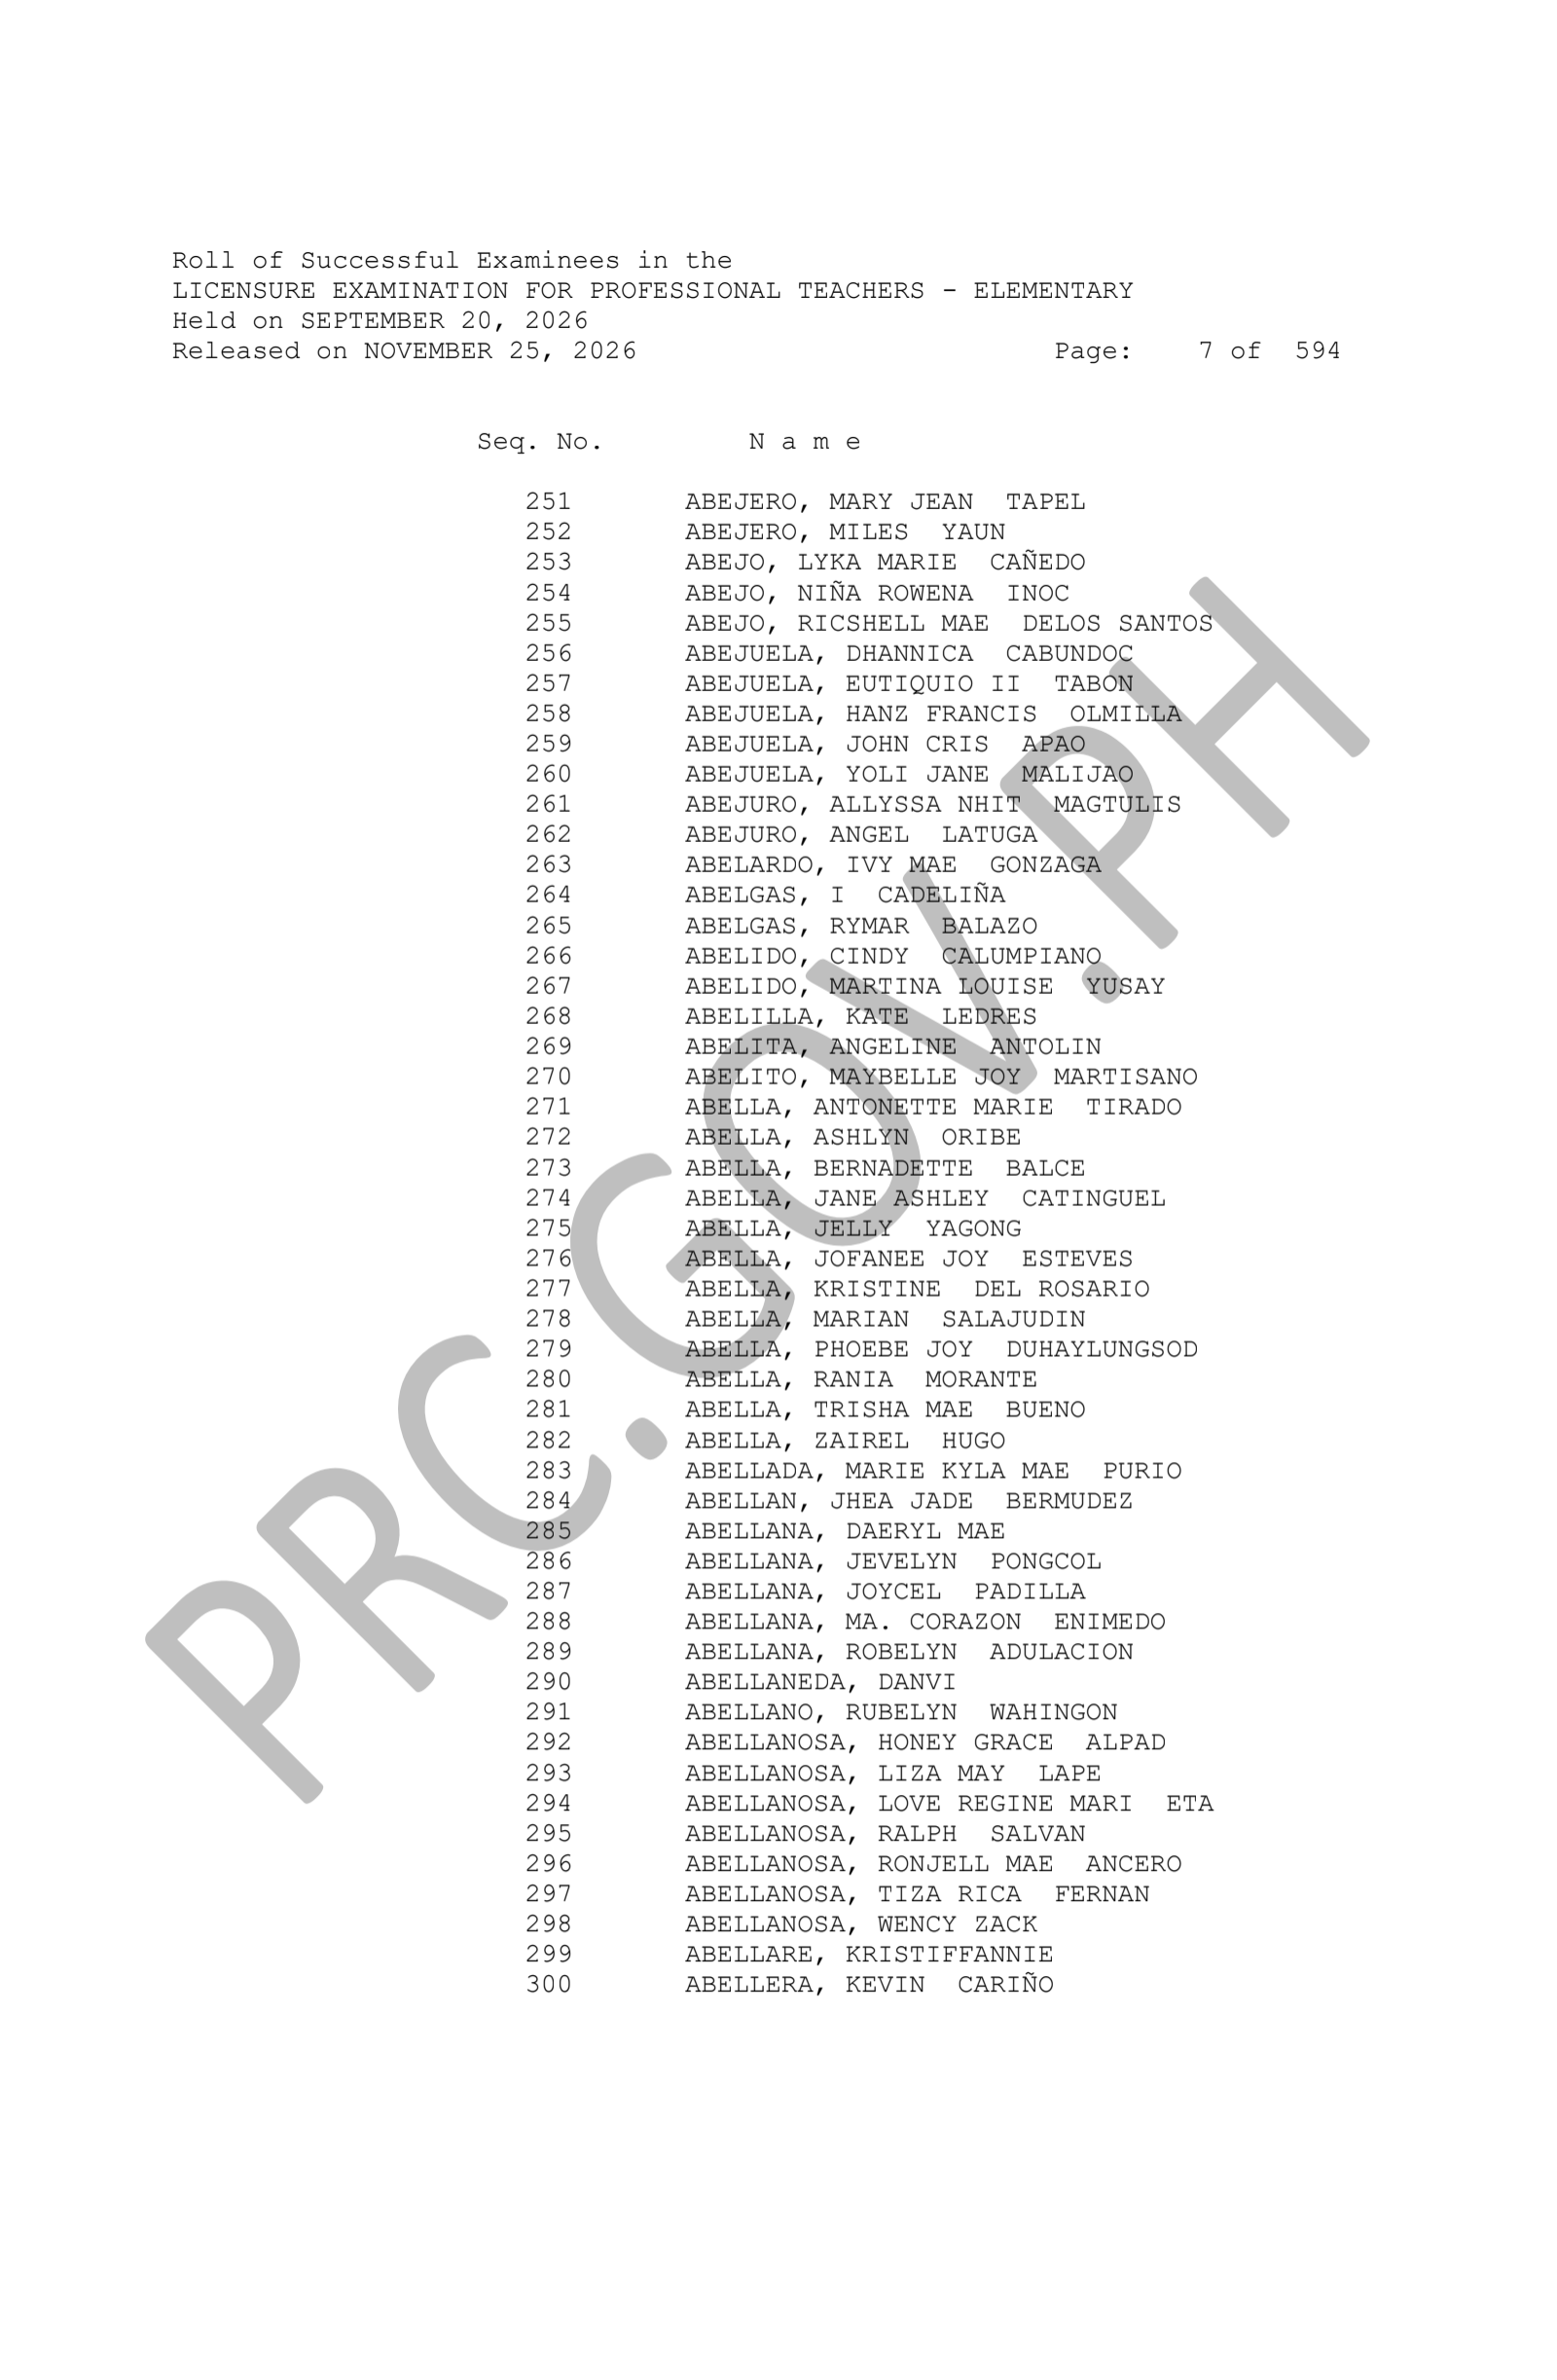 Roll of Successful Examinees in the
LICENSURE EXAMINATION FOR PROFESSIONAL TEACHERS - ELEMENTARY
Held on SEPTEMBER 20, 2026
Released on NOVEMBER 25, 2026 Page: 7 of 594
Seq. No. N a m e
251 ABEJERO, MARY JEAN TAPEL
252 ABEJERO, MILES YAUN
253 ABEJO, LYKA MARIE CAÑEDO
254 ABEJO, NIÑA ROWENA INOC
255 ABEJO, RICSHELL MAE DELOS SANTOS
256 ABEJUELA, DHANNICA CABUNDOC
257 ABEJUELA, EUTIQUIO II TABON
258 ABEJUELA, HANZ FRANCIS OLMILLA
259 ABEJUELA, JOHN CRIS APAO
260 ABEJUELA, YOLI JANE MALIJAO
261 ABEJURO, ALLYSSA NHIT MAGTULIS
262 ABEJURO, ANGEL LATUGA
263 ABELARDO, IVY MAE GONZAGA
264 ABELGAS, I CADELIÑA
265 ABELGAS, RYMAR BALAZO
266 ABELIDO, CINDY CALUMPIANO
267 ABELIDO, MARTINA LOUISE YUSAY
268 ABELILLA, KATE LEDRES
269 ABELITA, ANGELINE ANTOLIN
270 ABELITO, MAYBELLE JOY MARTISANO
271 ABELLA, ANTONETTE MARIE TIRADO
272 ABELLA, ASHLYN ORIBE
273 ABELLA, BERNADETTE BALCE
274 ABELLA, JANE ASHLEY CATINGUEL
275 ABELLA, JELLY YAGONG
276 ABELLA, JOFANEE JOY ESTEVES
277 ABELLA, KRISTINE DEL ROSARIO
278 ABELLA, MARIAN SALAJUDIN
279 ABELLA, PHOEBE JOY DUHAYLUNGSOD
280 ABELLA, RANIA MORANTE
281 ABELLA, TRISHA MAE BUENO
282 ABELLA, ZAIREL HUGO
283 ABELLADA, MARIE KYLA MAE PURIO
284 ABELLAN, JHEA JADE BERMUDEZ
285 ABELLANA, DAERYL MAE
286 ABELLANA, JEVELYN PONGCOL
287 ABELLANA, JOYCEL PADILLA
288 ABELLANA, MA. CORAZON ENIMEDO
289 ABELLANA, ROBELYN ADULACION
290 ABELLANEDA, DANVI
291 ABELLANO, RUBELYN WAHINGON
292 ABELLANOSA, HONEY GRACE ALPAD
293 ABELLANOSA, LIZA MAY LAPE
294 ABELLANOSA, LOVE REGINE MARI ETA
295 ABELLANOSA, RALPH SALVAN
296 ABELLANOSA, RONJELL MAE ANCERO
297 ABELLANOSA, TIZA RICA FERNAN
298 ABELLANOSA, WENCY ZACK
299 ABELLARE, KRISTIFFANNIE
300 ABELLERA, KEVIN CARIÑO
PRC.GOV.PH